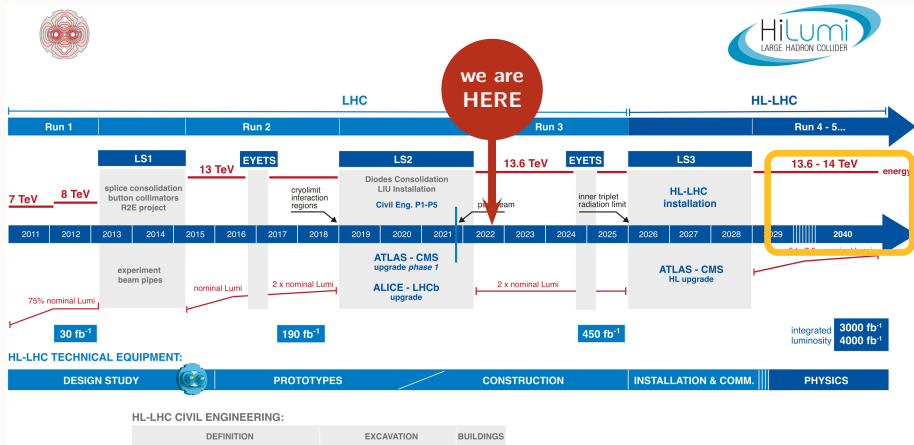 HiLumi
LARGE HADRON COLLIDER
we are
HERE
LHC
HL-LHC
Run 1
Run 2
Run 3
Run 4 - 5...
LS1
EYETS
LS2
EYETS
LS3
7 TeV
8 TeV
13 TeV
13.6 TeV
13.6 - 14 TeV
energy
splice consolidation
button collimators
R2E project
cryolimit
interaction
regions
Diodes Consolidation
LIU Installation
Civil Eng. P1-P5
inner triplet
radiation limit
HL-LHC
installation
2011 2012 2013 2014 2015 2016 2017 2018 2019 2020 2021 2022 2023 2024 2025 2026 2027 2028 2029 2040
experiment
beam pipes
ATLAS - CMS
upgrade phase 1
ALICE - LHCb
upgrade
ATLAS - CMS
HL upgrade
75% nominal Lumi
nominal Lumi
2 x nominal Lumi
2 x nominal Lumi
30 fb⁻¹
190 fb⁻¹
450 fb⁻¹
integrated
luminosity
3000 fb⁻¹
4000 fb⁻¹
HL-LHC TECHNICAL EQUIPMENT:
DESIGN STUDY
PROTOTYPES
CONSTRUCTION
INSTALLATION & COMM.
PHYSICS
HL-LHC CIVIL ENGINEERING:
DEFINITION
EXCAVATION
BUILDINGS